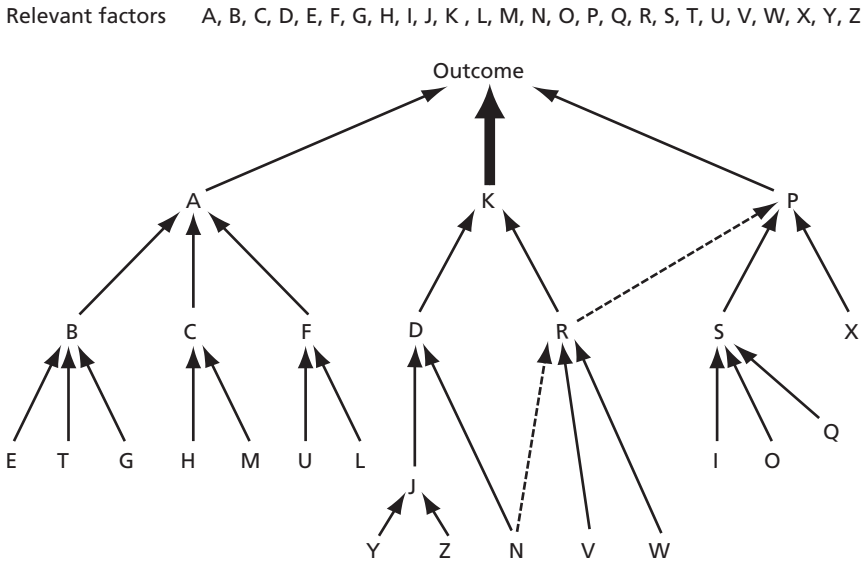 Relevant factors A, B, C, D, E, F, G, H, I, J, K , L, M, N, O, P, Q, R, S, T, U, V, W, X, Y, Z
Outcome
A K P
B C F D R S X
E T G H M U L I O Q
J
Y Z N V W